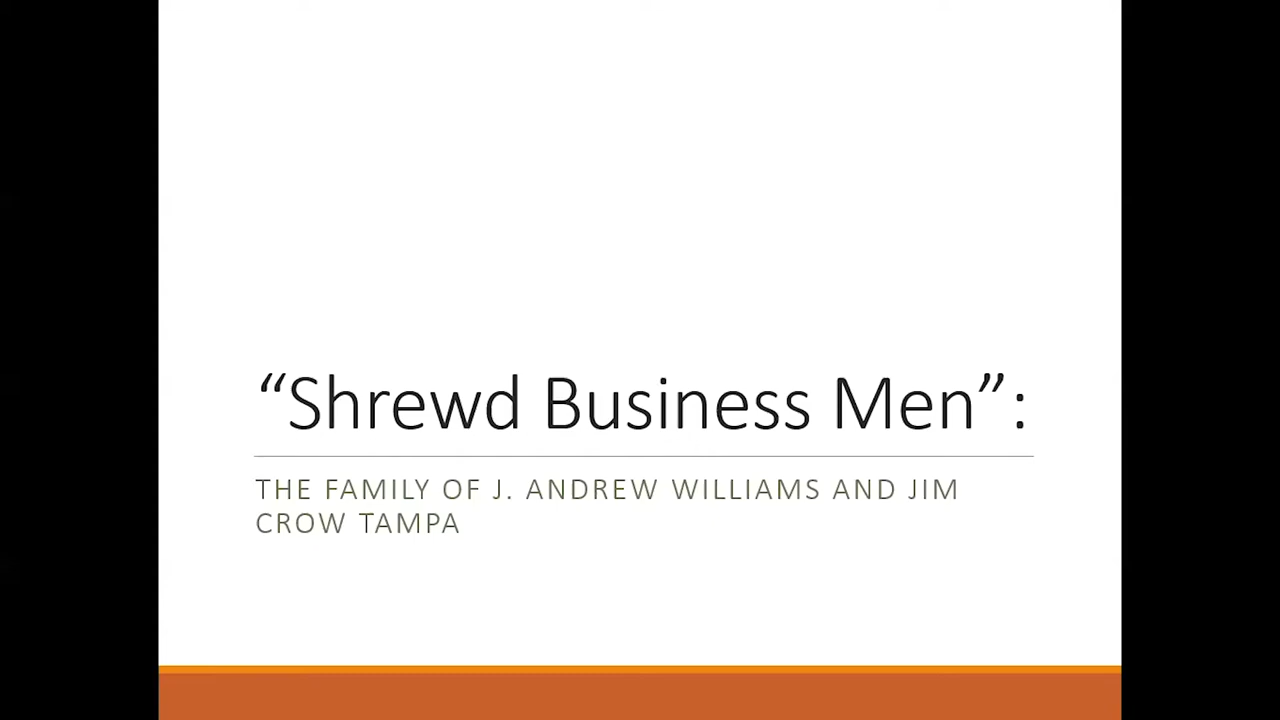 “Shrewd Business Men”:
THE FAMILY OF J. ANDREW WILLIAMS AND JIM
CROW TAMPA